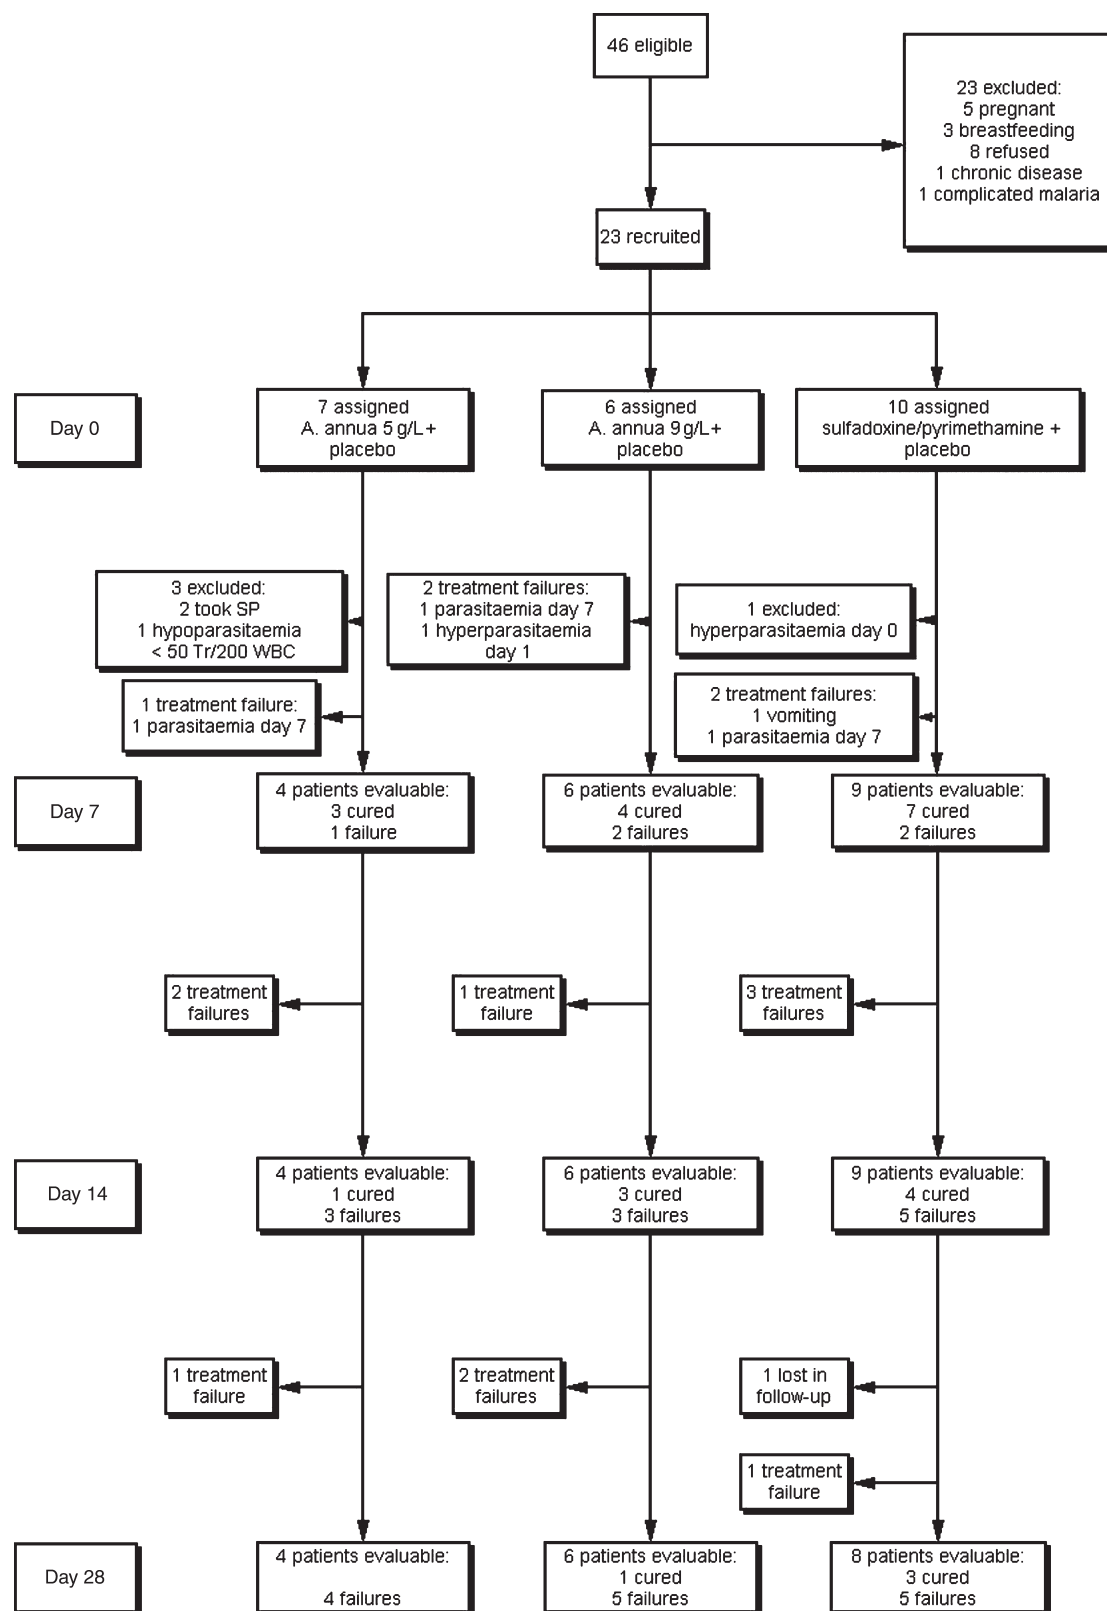 46 eligible
23 excluded:
5 pregnant
3 breastfeeding
8 refused
1 chronic disease
1 complicated malaria
23 recruited
Day 0
7 assigned
A. annua 5 g/L+
placebo
6 assigned
A. annua 9 g/L+
placebo
10 assigned
sulfadoxine/pyrimethamine +
placebo
3 excluded:
2 took SP
1 hypoparasitaemia
< 50 Tr/200 WBC
2 treatment failures:
1 parasitaemia day 7
1 hyperparasitaemia
day 1
1 excluded:
hyperparasitaemia day 0
1 treatment failure:
1 parasitaemia day 7
2 treatment failures:
1 vomiting
1 parasitaemia day 7
Day 7
4 patients evaluable:
3 cured
1 failure
6 patients evaluable:
4 cured
2 failures
9 patients evaluable:
7 cured
2 failures
2 treatment
failures
1 treatment
failure
3 treatment
failures
Day 14
4 patients evaluable:
1 cured
3 failures
6 patients evaluable:
3 cured
3 failures
9 patients evaluable:
4 cured
5 failures
1 treatment
failure
2 treatment
failures
1 lost in
follow-up
1 treatment
failure
Day 28
4 patients evaluable:
4 failures
6 patients evaluable:
1 cured
5 failures
8 patients evaluable:
3 cured
5 failures